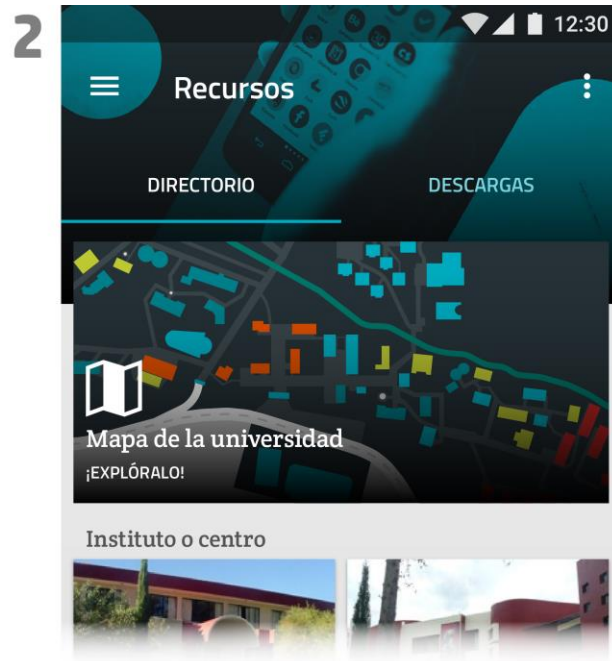 2
12:30
Recursos
DIRECTORIO
DESCARGAS
Mapa de la universidad
¡EXPLÓRALO!
Instituto o centro